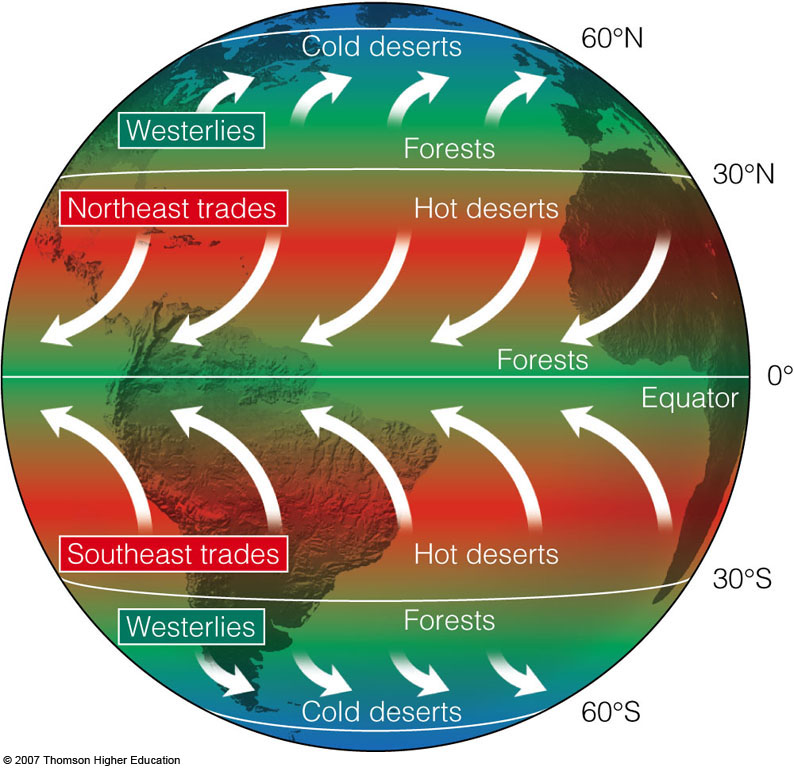 60°N
Cold deserts
Westerlies
Forests
30°N
Northeast trades
Hot deserts
Forests
0°
Equator
Southeast trades
Hot deserts
30°S
Westerlies
Forests
Cold deserts
60°S
© 2007 Thomson Higher Education